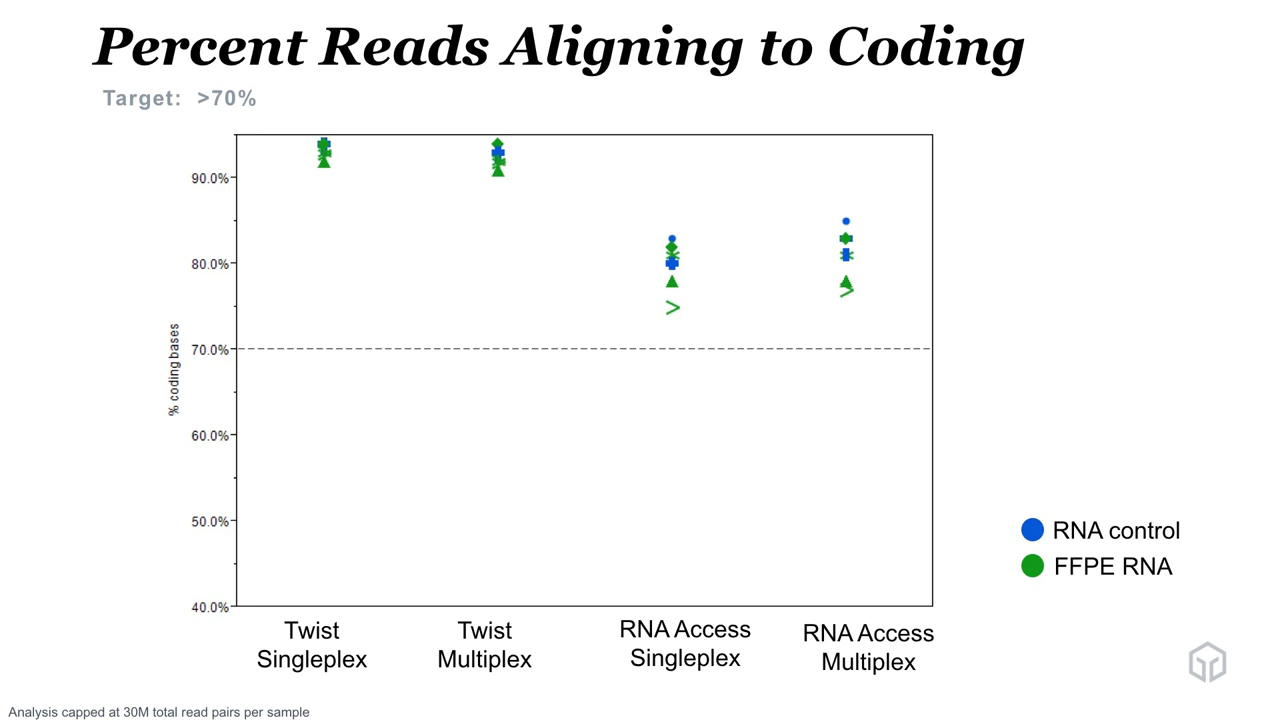 Percent Reads Aligning to Coding
Target: >70%
90.0%
80.0%
70.0%
60.0%
50.0%
40.0%
% coding bases
Twist
Singleplex
Twist
Multiplex
RNA Access
Singleplex
RNA Access
Multiplex
RNA control
FFPE RNA
Analysis capped at 30M total read pairs per sample